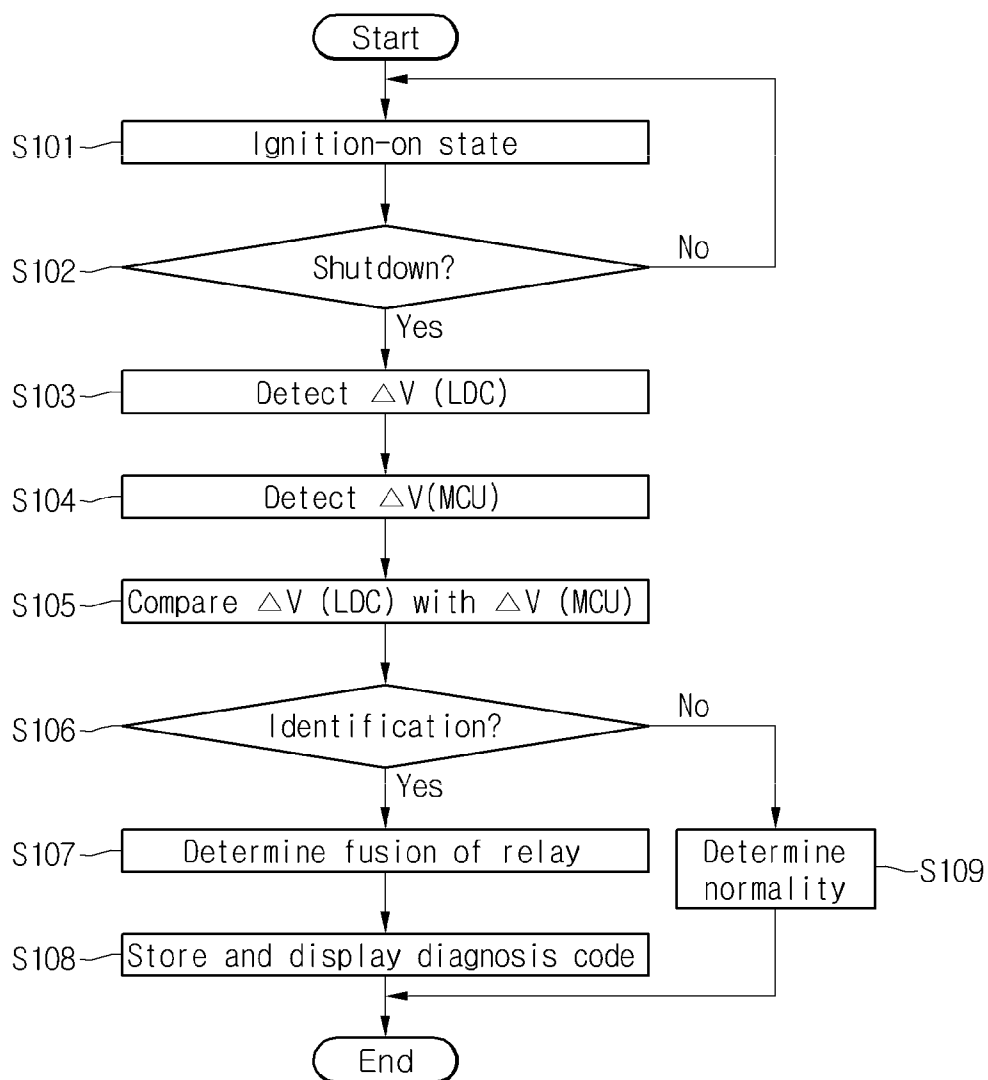 Start
S101
Ignition-on state
S102
Shutdown?
No
Yes
S103
Detect △V (LDC)
S104
Detect △V(MCU)
S105
Compare △V (LDC) with △V (MCU)
S106
Identification?
No
Yes
S107
Determine fusion of relay
Determine
normality
S109
S108
Store and display diagnosis code
End